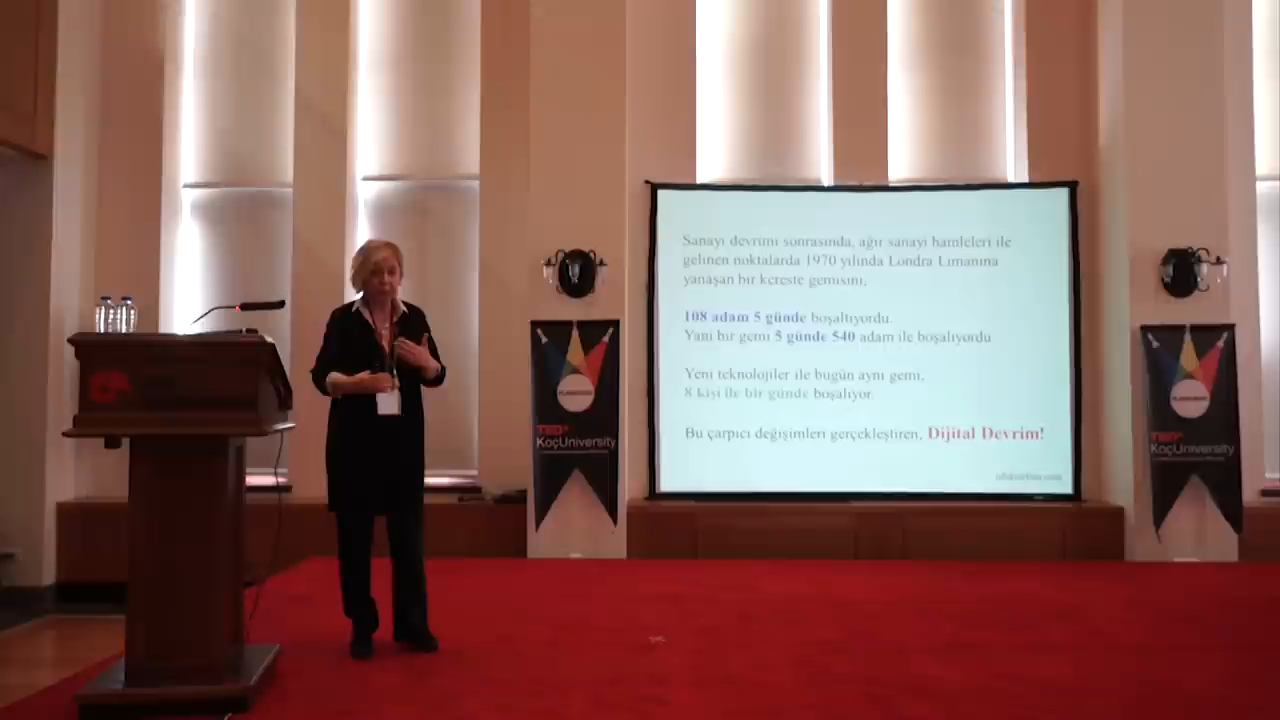 Sanayi devrimi sonrasında, ağır sanayi hamleleri ile
gelinen noktalarda 1970 yılında Londra Limanına
yanaşan bir kereste gemisini,
108 adam 5 günde boşaltıyordu.
Yani bir gemi 5 günde 540 adam ile boşalıyordu
Yeni teknolojiler ile bugün aynı gemi,
8 kişi ile bir günde boşalıyor.
Bu çarpıcı değişimleri gerçekleştiren, Dijital Devrim!
TEDx
KoçUniversity
TEDx
KoçUniversity